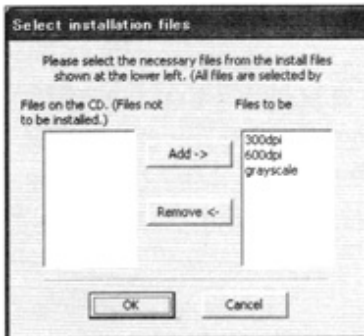 Select installation files
Please select the necessary files from the install files
shown at the lower left. (All files are selected by
Files on the CD. (Files not
to be installed.)
Files to be
300dpi
600dpi
grayscale
Add ->
Remove <-
OK
Cancel